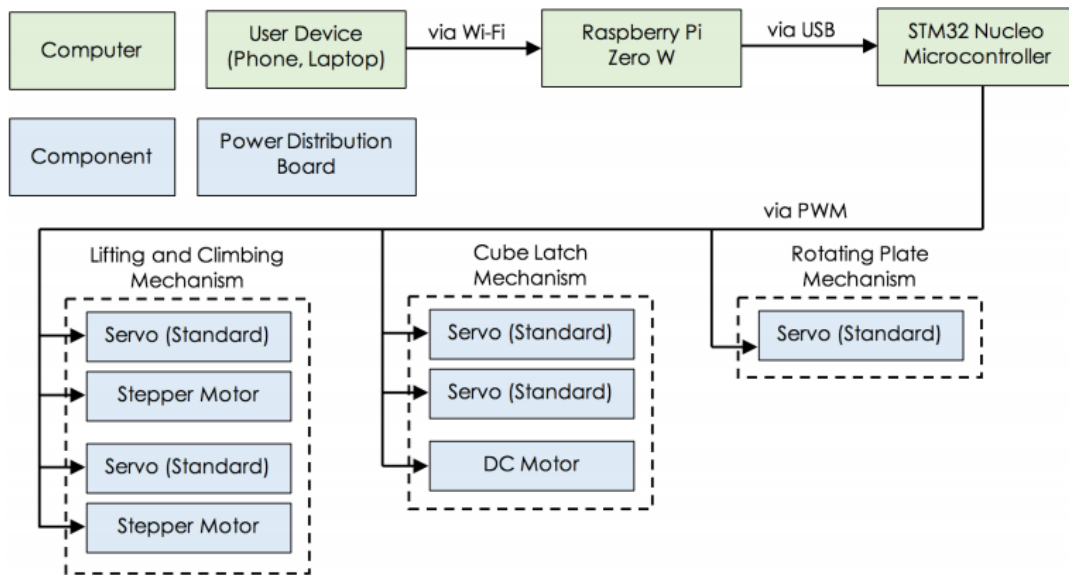 Computer
User Device
(Phone, Laptop)
via Wi-Fi
Raspberry Pi
Zero W
via USB
STM32 Nucleo
Microcontroller
Component
Power Distribution
Board
via PWM
Lifting and Climbing
Mechanism
Servo (Standard)
Stepper Motor
Servo (Standard)
Stepper Motor
Cube Latch
Mechanism
Servo (Standard)
Servo (Standard)
DC Motor
Rotating Plate
Mechanism
Servo (Standard)